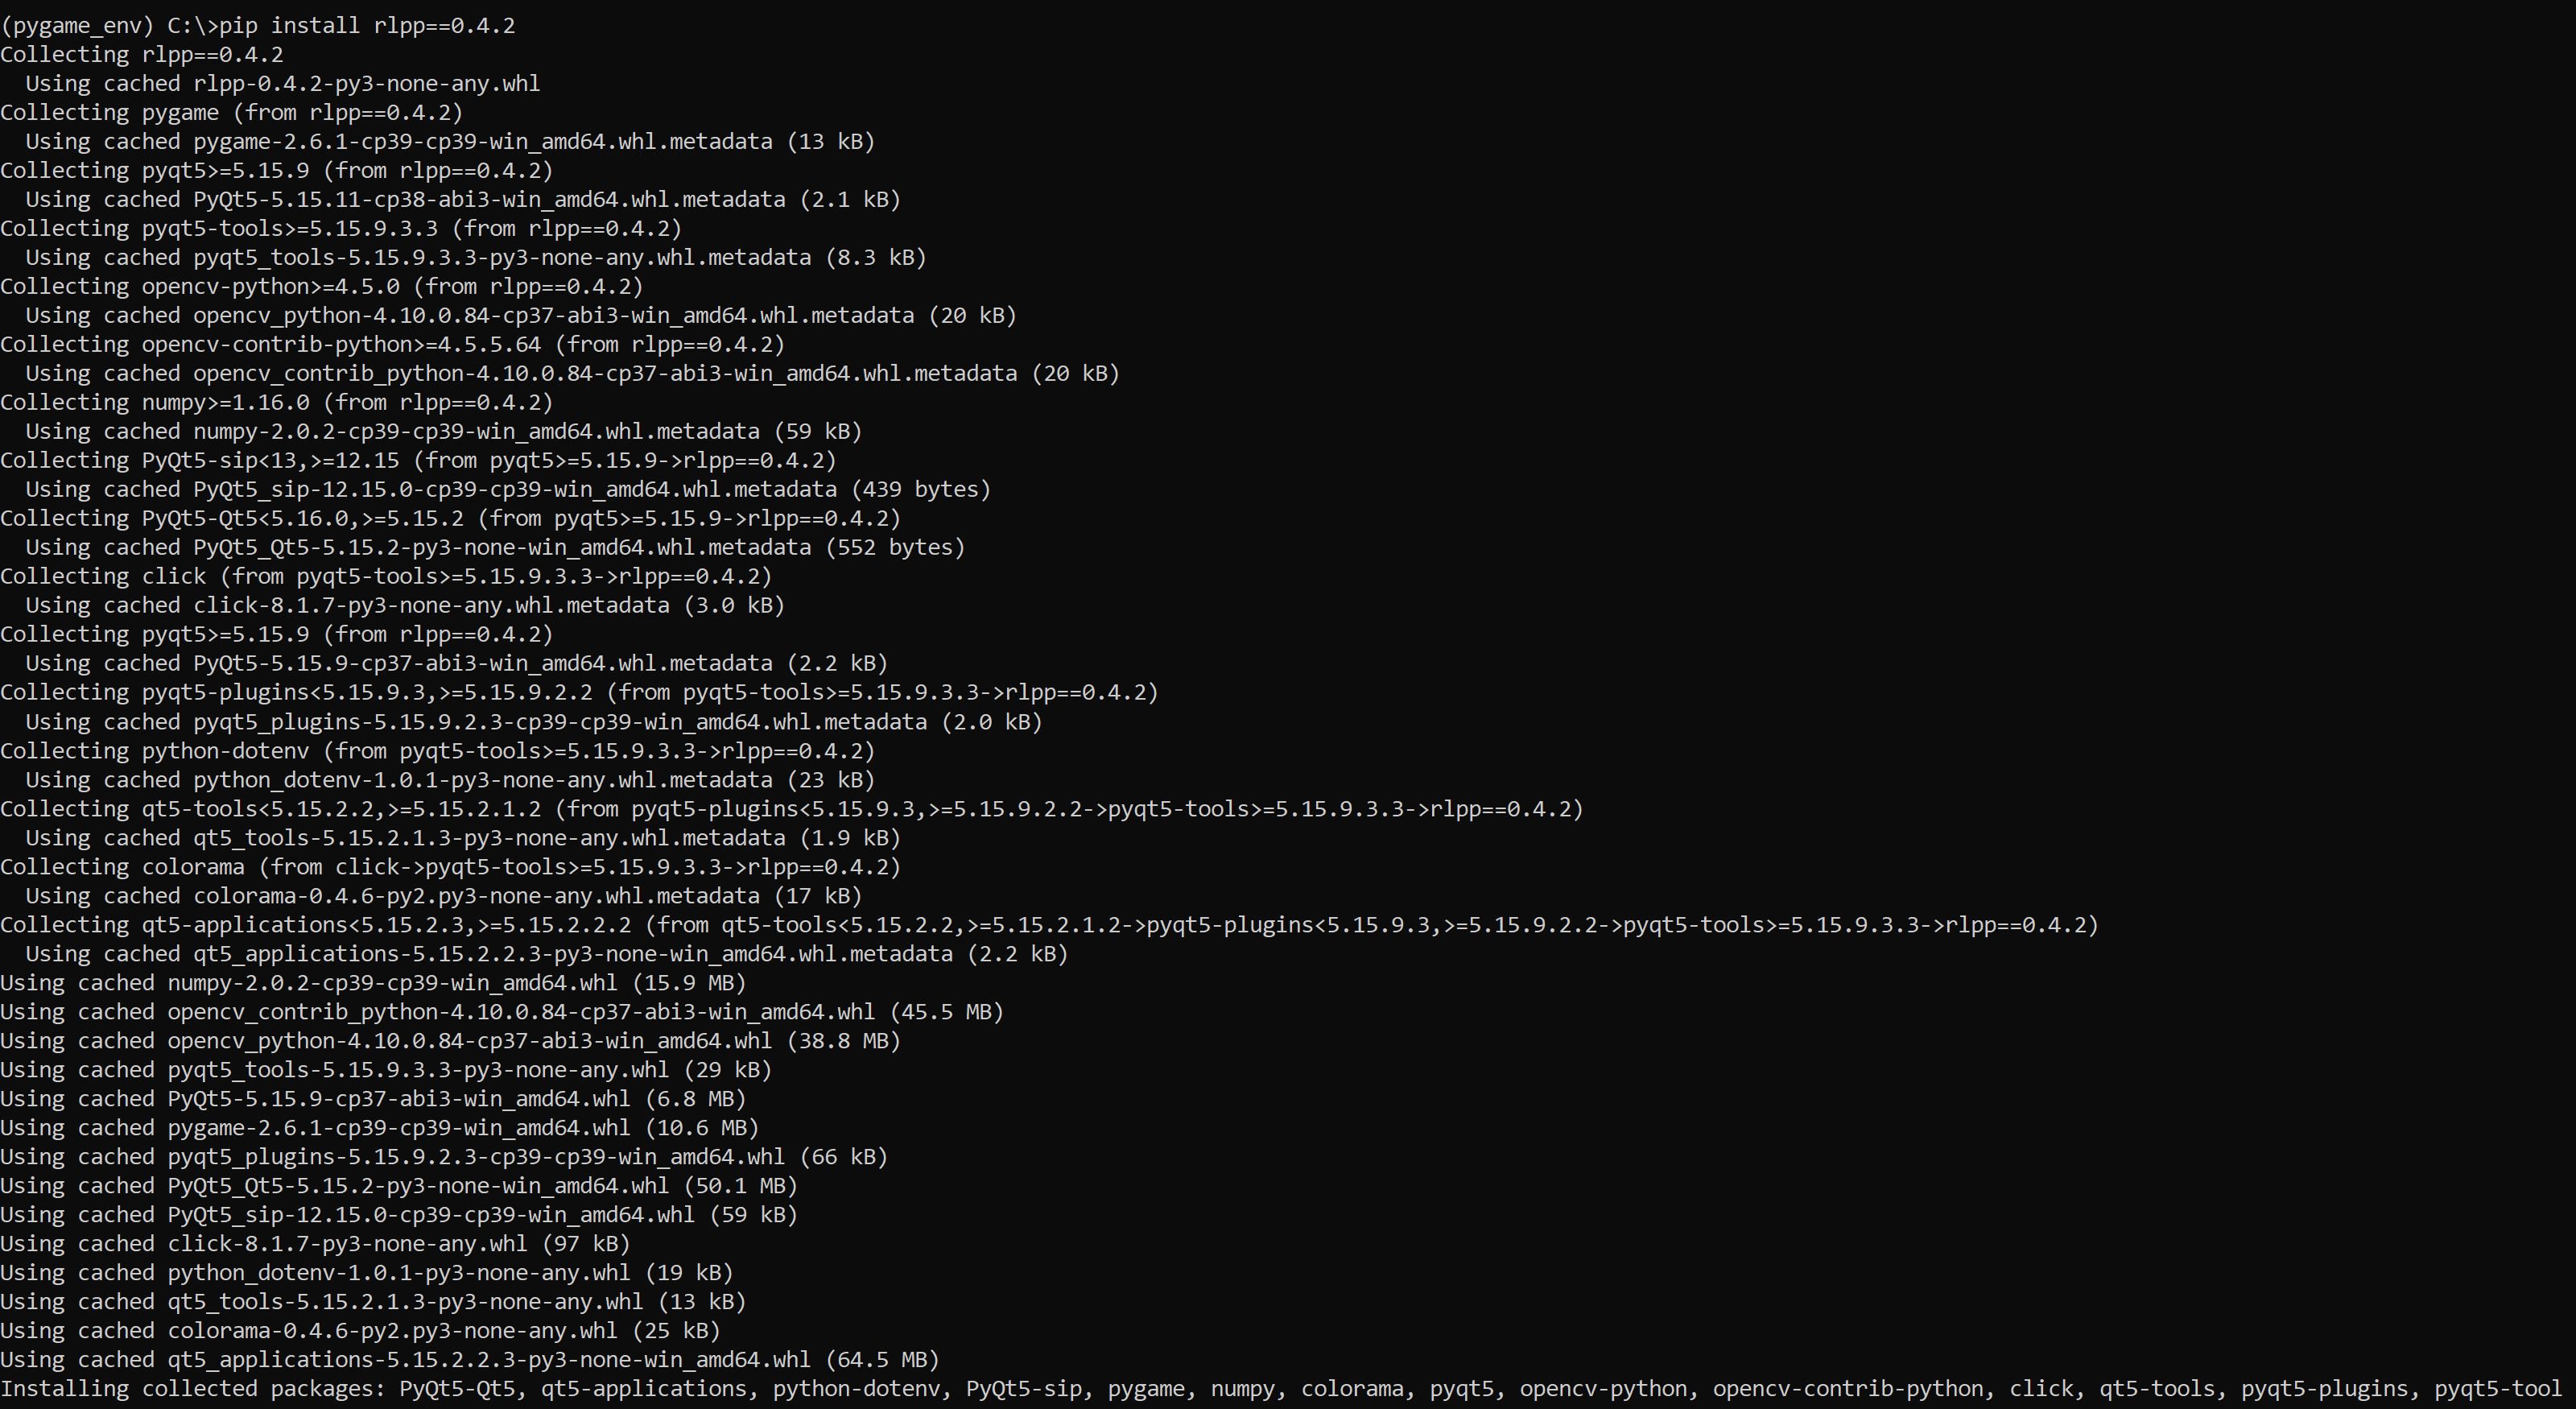 (pygame_env) C:\>pip install rlpp==0.4.2
Collecting rlpp==0.4.2
  Using cached rlpp-0.4.2-py3-none-any.whl
Collecting pygame (from rlpp==0.4.2)
  Using cached pygame-2.6.1-cp39-cp39-win_amd64.whl.metadata (13 kB)
Collecting pyqt5>=5.15.9 (from rlpp==0.4.2)
  Using cached PyQt5-5.15.11-cp38-abi3-win_amd64.whl.metadata (2.1 kB)
Collecting pyqt5-tools>=5.15.9.3.3 (from rlpp==0.4.2)
  Using cached pyqt5_tools-5.15.9.3.3-py3-none-any.whl.metadata (8.3 kB)
Collecting opencv-python>=4.5.0 (from rlpp==0.4.2)
  Using cached opencv_python-4.10.0.84-cp37-abi3-win_amd64.whl.metadata (20 kB)
Collecting opencv-contrib-python>=4.5.5.64 (from rlpp==0.4.2)
  Using cached opencv_contrib_python-4.10.0.84-cp37-abi3-win_amd64.whl.metadata (20 kB)
Collecting numpy>=1.16.0 (from rlpp==0.4.2)
  Using cached numpy-2.0.2-cp39-cp39-win_amd64.whl.metadata (59 kB)
Collecting PyQt5-sip<13,>=12.15 (from pyqt5>=5.15.9->rlpp==0.4.2)
  Using cached PyQt5_sip-12.15.0-cp39-cp39-win_amd64.whl.metadata (439 bytes)
Collecting PyQt5-Qt5<5.16.0,>=5.15.2 (from pyqt5>=5.15.9->rlpp==0.4.2)
  Using cached PyQt5_Qt5-5.15.2-py3-none-win_amd64.whl.metadata (552 bytes)
Collecting click (from pyqt5-tools>=5.15.9.3.3->rlpp==0.4.2)
  Using cached click-8.1.7-py3-none-any.whl.metadata (3.0 kB)
Collecting pyqt5>=5.15.9 (from rlpp==0.4.2)
  Using cached PyQt5-5.15.9-cp37-abi3-win_amd64.whl.metadata (2.2 kB)
Collecting pyqt5-plugins<5.15.9.3,>=5.15.9.2.2 (from pyqt5-tools>=5.15.9.3.3->rlpp==0.4.2)
  Using cached pyqt5_plugins-5.15.9.2.3-cp39-cp39-win_amd64.whl.metadata (2.0 kB)
Collecting python-dotenv (from pyqt5-tools>=5.15.9.3.3->rlpp==0.4.2)
  Using cached python_dotenv-1.0.1-py3-none-any.whl.metadata (23 kB)
Collecting qt5-tools<5.15.2.2,>=5.15.2.1.2 (from pyqt5-plugins<5.15.9.3,>=5.15.9.2.2->pyqt5-tools>=5.15.9.3.3->rlpp==0.4.2)
  Using cached qt5_tools-5.15.2.1.3-py3-none-any.whl.metadata (1.9 kB)
Collecting colorama (from click->pyqt5-tools>=5.15.9.3.3->rlpp==0.4.2)
  Using cached colorama-0.4.6-py2.py3-none-any.whl.metadata (17 kB)
Collecting qt5-applications<5.15.2.3,>=5.15.2.2.2 (from qt5-tools<5.15.2.2,>=5.15.2.1.2->pyqt5-plugins<5.15.9.3,>=5.15.9.2.2->pyqt5-tools>=5.15.9.3.3->rlpp==0.4.2)
  Using cached qt5_applications-5.15.2.2.3-py3-none-win_amd64.whl.metadata (2.2 kB)
Using cached numpy-2.0.2-cp39-cp39-win_amd64.whl (15.9 MB)
Using cached opencv_contrib_python-4.10.0.84-cp37-abi3-win_amd64.whl (45.5 MB)
Using cached opencv_python-4.10.0.84-cp37-abi3-win_amd64.whl (38.8 MB)
Using cached pyqt5_tools-5.15.9.3.3-py3-none-any.whl (29 kB)
Using cached PyQt5-5.15.9-cp37-abi3-win_amd64.whl (6.8 MB)
Using cached pygame-2.6.1-cp39-cp39-win_amd64.whl (10.6 MB)
Using cached pyqt5_plugins-5.15.9.2.3-cp39-cp39-win_amd64.whl (66 kB)
Using cached PyQt5_Qt5-5.15.2-py3-none-win_amd64.whl (50.1 MB)
Using cached PyQt5_sip-12.15.0-cp39-cp39-win_amd64.whl (59 kB)
Using cached click-8.1.7-py3-none-any.whl (97 kB)
Using cached python_dotenv-1.0.1-py3-none-any.whl (19 kB)
Using cached qt5_tools-5.15.2.1.3-py3-none-any.whl (13 kB)
Using cached colorama-0.4.6-py2.py3-none-any.whl (25 kB)
Using cached qt5_applications-5.15.2.2.3-py3-none-win_amd64.whl (64.5 MB)
Installing collected packages: PyQt5-Qt5, qt5-applications, python-dotenv, PyQt5-sip, pygame, numpy, colorama, pyqt5, opencv-python, opencv-contrib-python, click, qt5-tools, pyqt5-plugins, pyqt5-tool